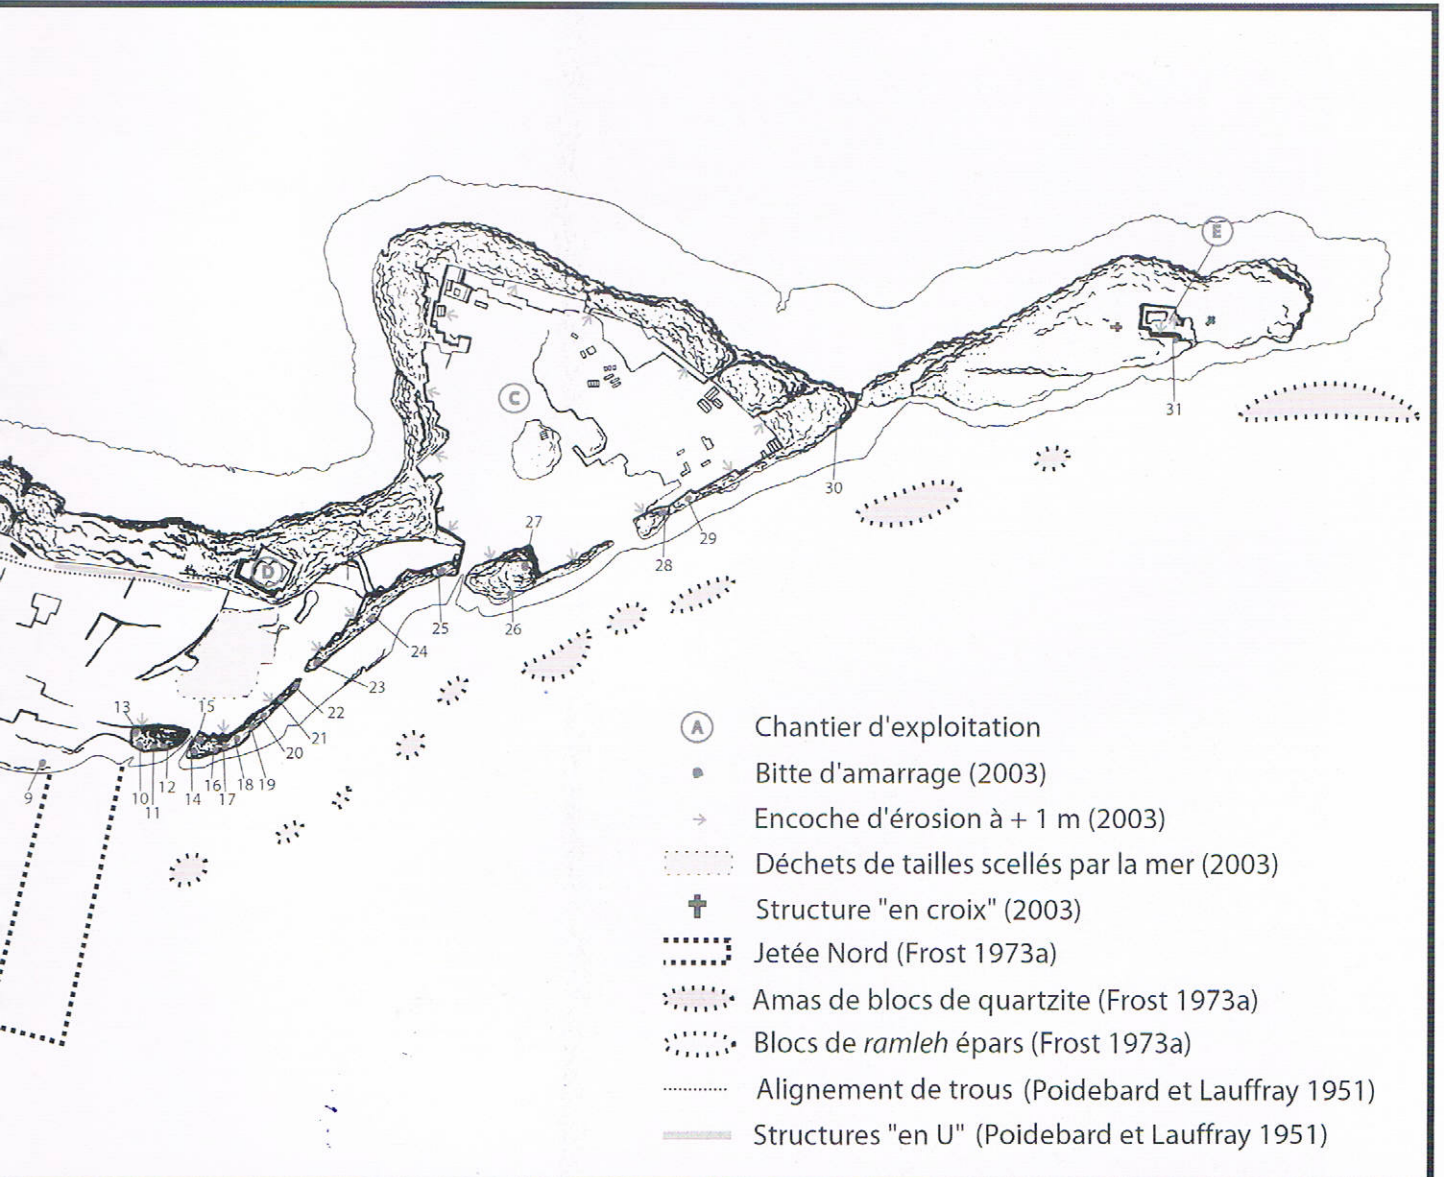 E
C
31
30
29
28
27
D
26
25
24
23
22
21
20
13
15
9
10
11
12
14
16
17
18
19
A Chantier d'exploitation
Bitte d'amarrage (2003)
Encoche d'érosion à + 1 m (2003)
Déchets de tailles scellés par la mer (2003)
Structure "en croix" (2003)
Jetée Nord (Frost 1973a)
Amas de blocs de quartzite (Frost 1973a)
Blocs de ramleh épars (Frost 1973a)
Alignement de trous (Poidebard et Lauffray 1951)
Structures "en U" (Poidebard et Lauffray 1951)